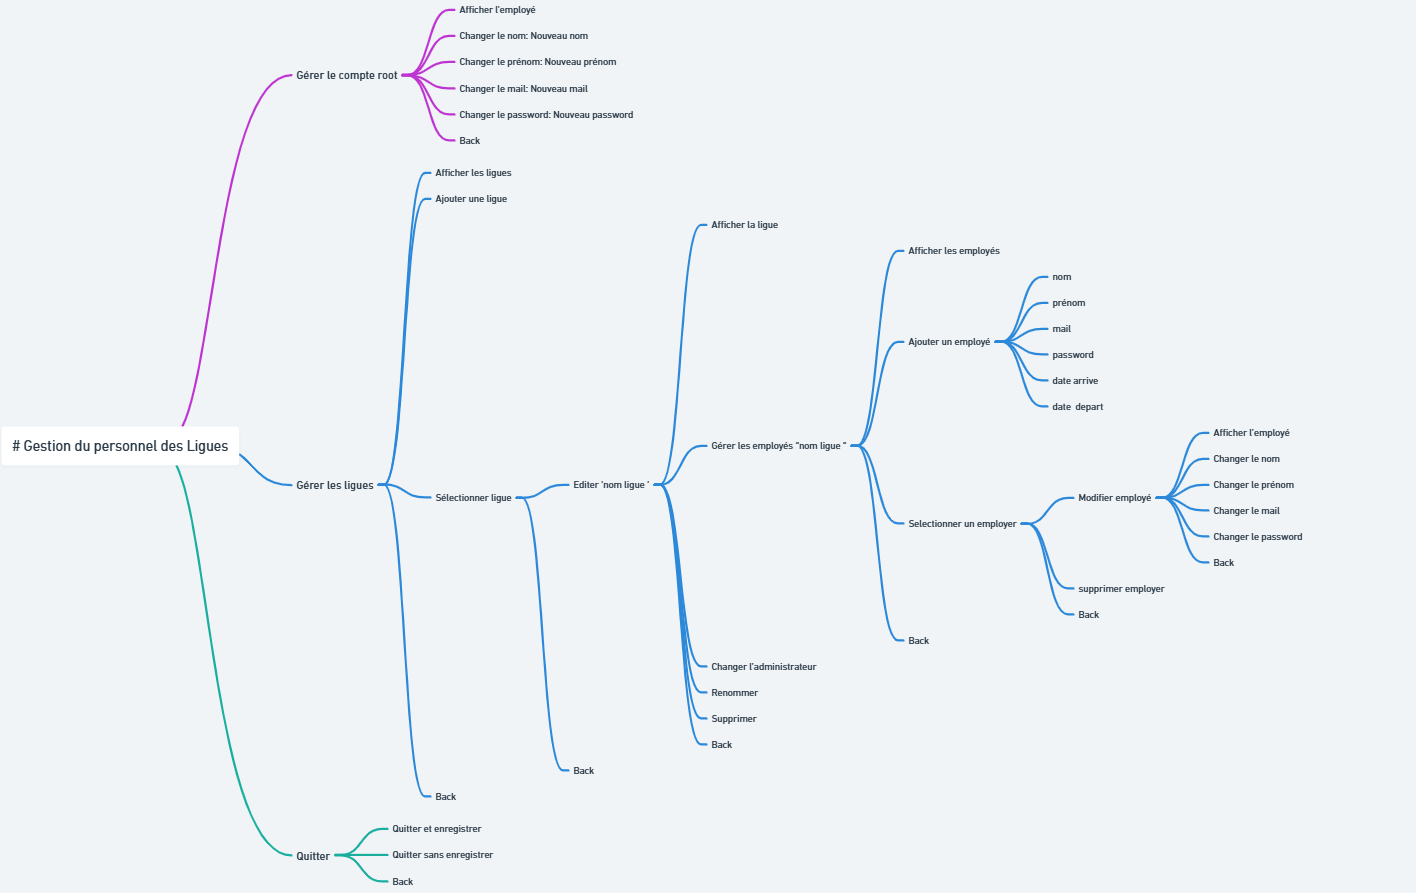 Afficher l'employé
Changer le nom: Nouveau nom
Changer le prénom: Nouveau prénom
Gérer le compte root
Changer le mail: Nouveau mail
Changer le password: Nouveau password
Back
Afficher les ligues
Ajouter une ligue
Afficher la ligue
Afficher les employés
nom
prénom
mail
Ajouter un employé
password
date arrive
date depart
Afficher l'employé
# Gestion du personnel des Ligues
Gérer les employés "nom ligue "
Changer le nom
Gérer les ligues
Editer 'nom ligue '
Changer le prénom
Sélectionner ligue
Modifier employé
Changer le mail
Selectionner un employer
Changer le password
Back
supprimer employer
Back
Back
Changer l'administrateur
Renommer
Supprimer
Back
Back
Back
Quitter et enregistrer
Quitter
Quitter sans enregistrer
Back